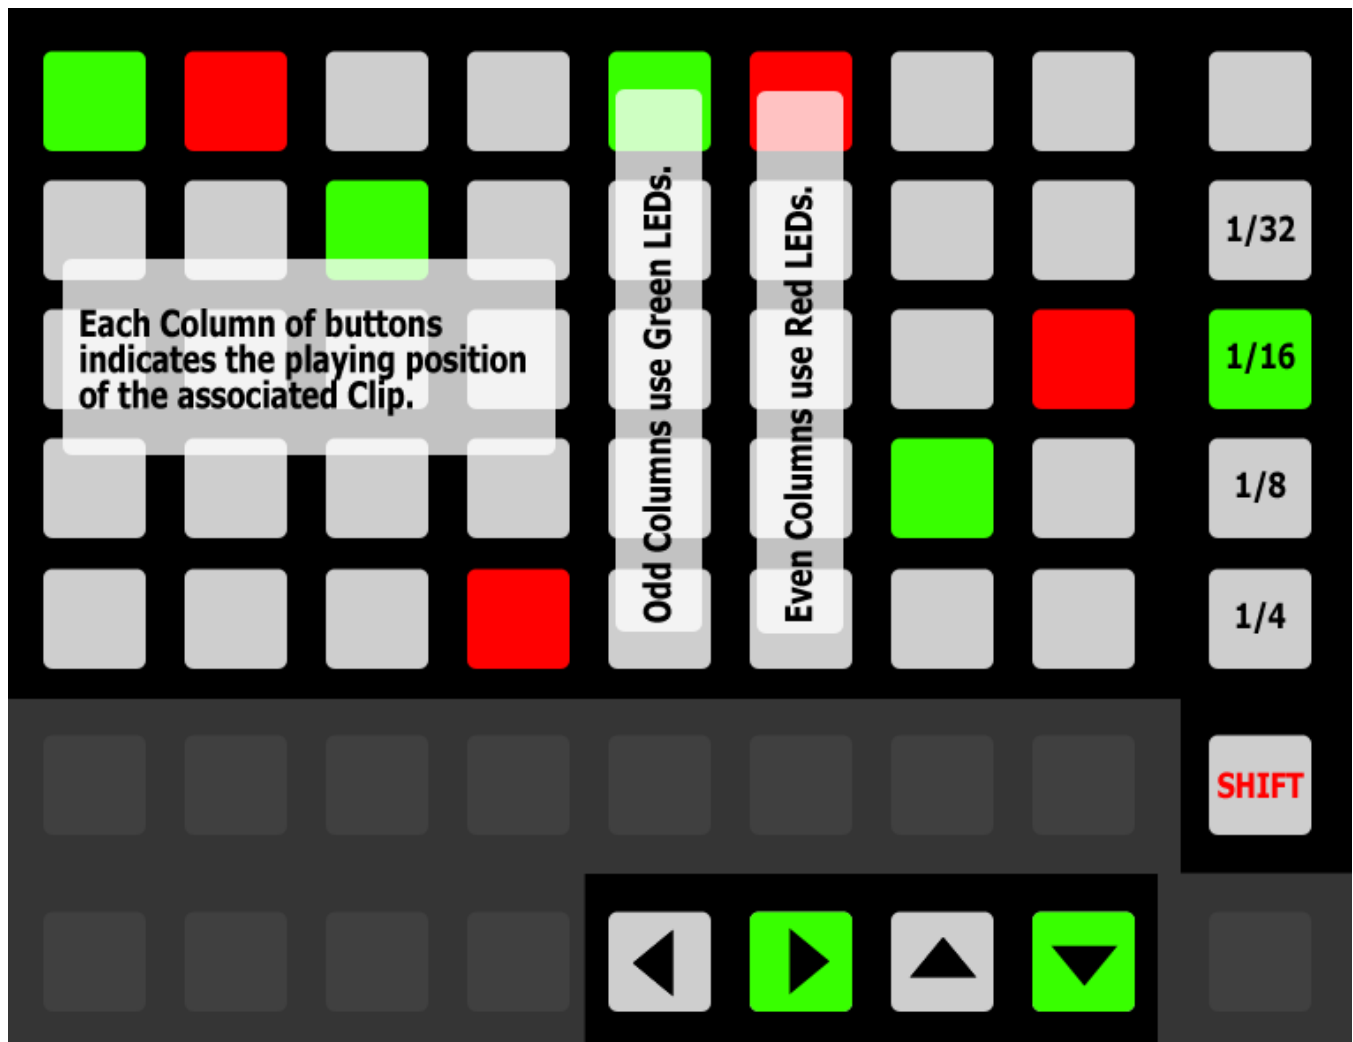 1/32
Each Column of buttons
indicates the playing position
of the associated Clip.
Odd Columns use Green LEDs.
Even Columns use Red LEDs.
1/16
1/8
1/4
SHIFT